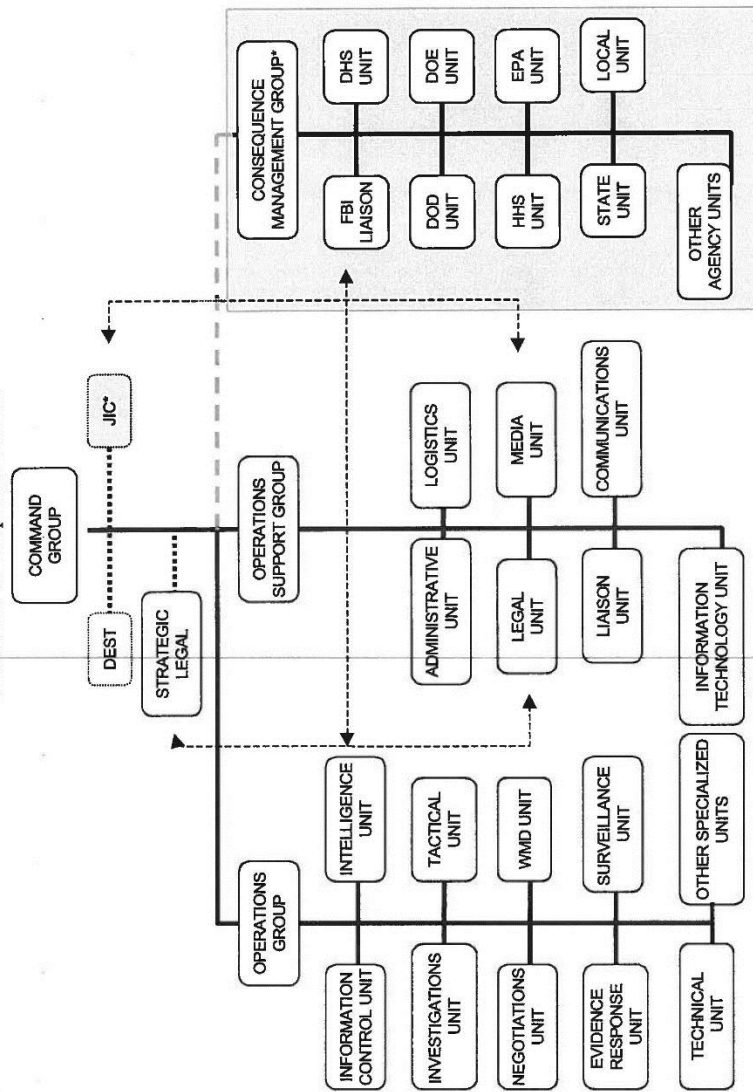 COMMAND
GROUP
DEST
JIC*
STRATEGIC
LEGAL
OPERATIONS
GROUP
INFORMATION
CONTROL UNIT
INTELLIGENCE
UNIT
INVESTIGATIONS
UNIT
TACTICAL
UNIT
NEGOTIATIONS
UNIT
WMD UNIT
EVIDENCE
RESPONSE
UNIT
SURVEILLANCE
UNIT
TECHNICAL
UNIT
OTHER SPECIALIZED
UNITS
OPERATIONS
SUPPORT GROUP
ADMINISTRATIVE
UNIT
LOGISTICS
UNIT
LEGAL
UNIT
MEDIA
UNIT
LIAISON
UNIT
COMMUNICATIONS
UNIT
INFORMATION
TECHNOLOGY UNIT
CONSEQUENCE
MANAGEMENT GROUP*
FBI
LIAISON
DHS
UNIT
DOD
UNIT
DOE
UNIT
HHS
UNIT
EPA
UNIT
STATE
UNIT
LOCAL
UNIT
OTHER
AGENCY UNITS